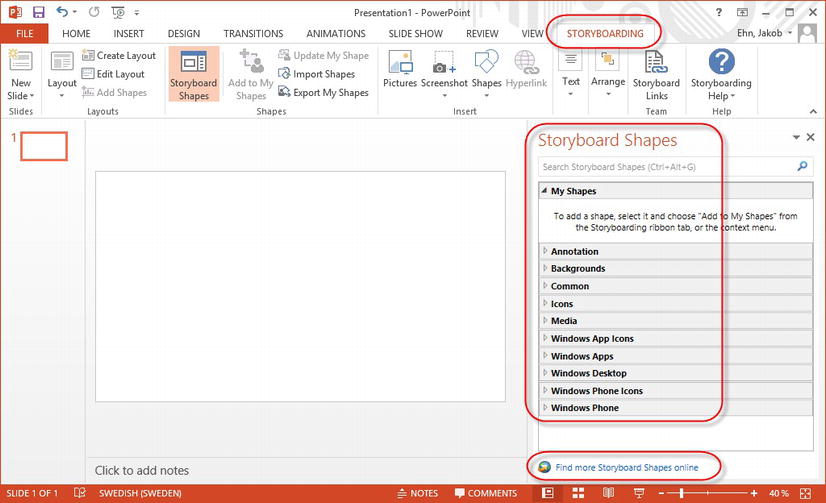 Presentation1 - PowerPoint
?
FILE HOME INSERT DESIGN TRANSITIONS ANIMATIONS SLIDE SHOW REVIEW VIEW STORYBOARDING Ehn, Jakob
New Slide
Slides
Layout
Create Layout
Edit Layout
Add Shapes
Layouts
Storyboard Shapes
Add to My Shapes
Update My Shape
Import Shapes
Export My Shapes
Shapes
Pictures Screenshot Shapes Hyperlink
Insert
Text
Arrange
Storyboard Links
Team
Storyboarding Help
Help
1
Storyboard Shapes
Search Storyboard Shapes (Ctrl+Alt+G)
My Shapes
To add a shape, select it and choose "Add to My Shapes" from
the Storyboarding ribbon tab, or the context menu.
Annotation
Backgrounds
Common
Icons
Media
Windows App Icons
Windows Apps
Windows Desktop
Windows Phone Icons
Windows Phone
Find more Storyboard Shapes online
Click to add notes
SLIDE 1 OF 1 SWEDISH (SWEDEN) NOTES COMMENTS 40 %